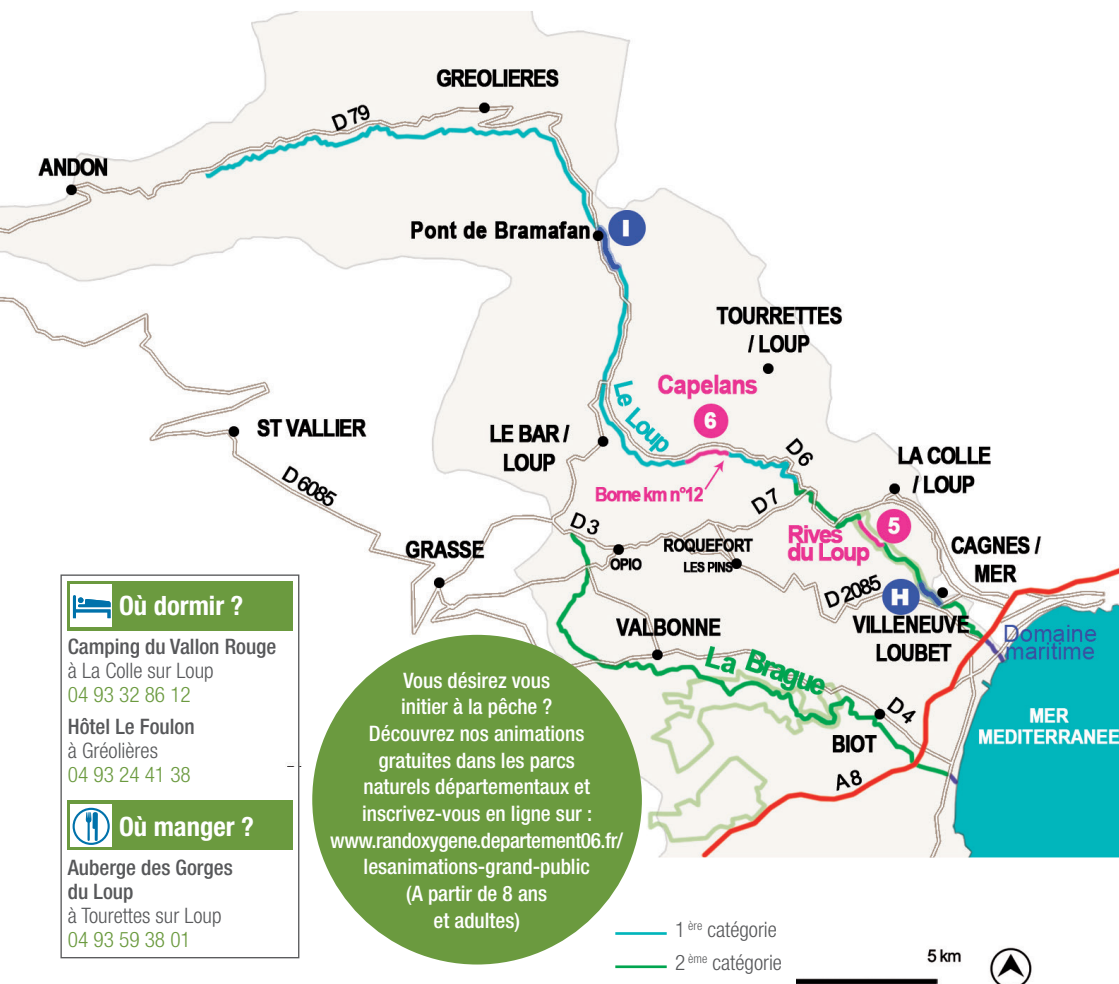 GREOLIERES
D 79
ANDON
Pont de Bramafan
I
TOURRETTES
/ LOUP
Capelans
6
Le Loup
ST VALLIER
LE BAR /
LOUP
D 6
LA COLLE
/ LOUP
Borne km n°12
D 6085
D 7
D 3
Rives
du Loup
5
GRASSE
OPIO
ROQUEFORT
LES PINS
CAGNES /
MER
D 2085
H
VILLENEUVE
LOUBET
Domaine
maritime
VALBONNE
La Brague
D 4
BIOT
MER
MEDITERRANEE
A 8
Où dormir ?
Camping du Vallon Rouge
à La Colle sur Loup
04 93 32 86 12
Hôtel Le Foulon
à Gréolières
04 93 24 41 38
Où manger ?
Auberge des Gorges
du Loup
à Tourettes sur Loup
04 93 59 38 01
Vous désirez vous
initier à la pêche ?
Découvrez nos animations
gratuites dans les parcs
naturels départementaux et
inscrivez-vous en ligne sur :
www.randoxygene.departement06.fr/
lesanimations-grand-public
(A partir de 8 ans
et adultes)
1 ère catégorie
2 ème catégorie
5 km